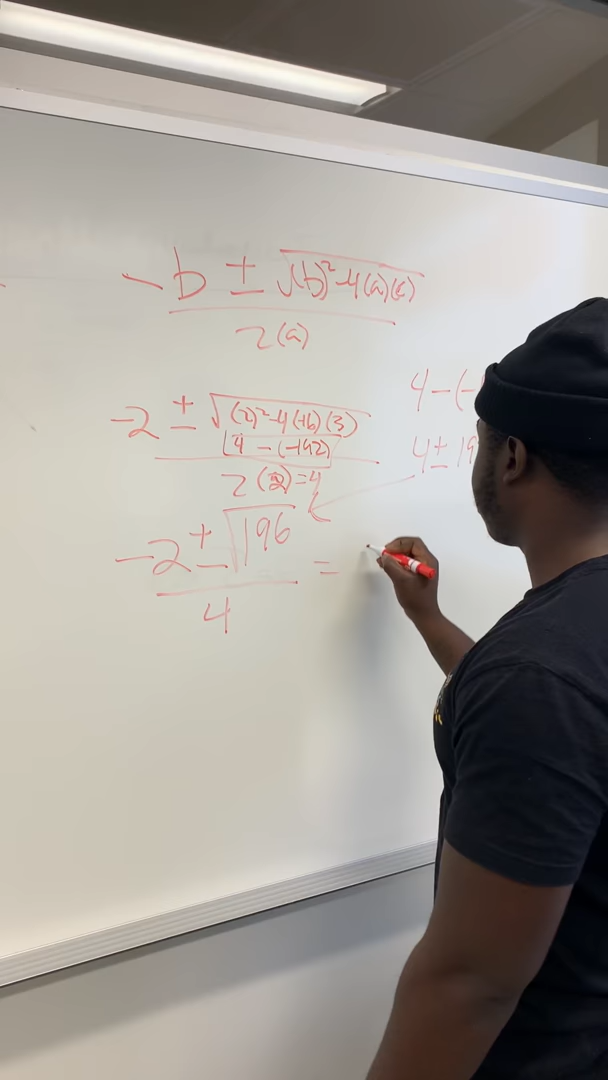 -b ± √(b)²-4(a)(c)
2(a)
4-(-
-2 ± √(2)²-4(-16)(3)
4-(-192)
4±19
2(2)=4
-2±√196
=
4